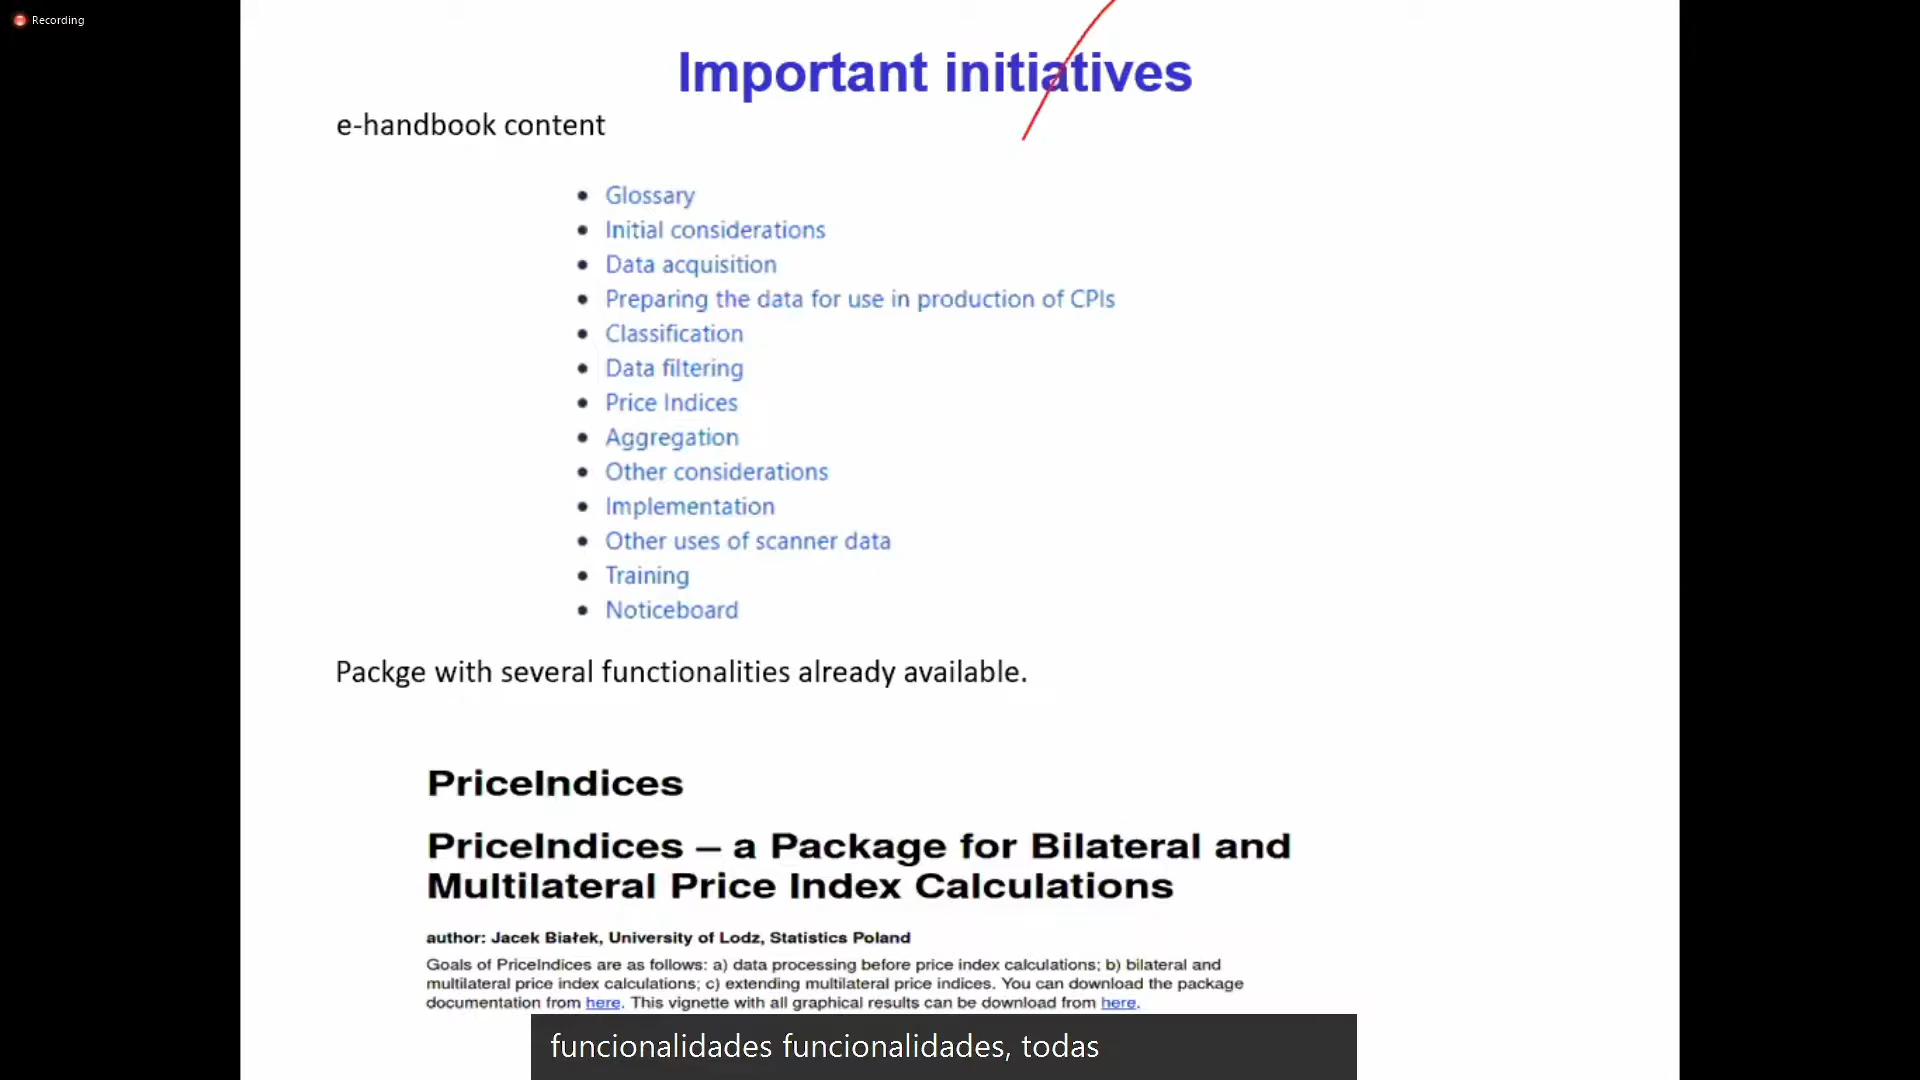 Recording
Important initiatives
e-handbook content
• Glossary
• Initial considerations
• Data acquisition
• Preparing the data for use in production of CPIs
• Classification
• Data filtering
• Price Indices
• Aggregation
• Other considerations
• Implementation
• Other uses of scanner data
• Training
• Noticeboard
Packge with several functionalities already available.
PriceIndices
PriceIndices – a Package for Bilateral and
Multilateral Price Index Calculations
author: Jacek Białek, University of Lodz, Statistics Poland
Goals of PriceIndices are as follows: a) data processing before price index calculations; b) bilateral and
multilateral price index calculations; c) extending multilateral price indices. You can download the package
documentation from here. This vignette with all graphical results can be download from here.
funcionalidades funcionalidades, todas